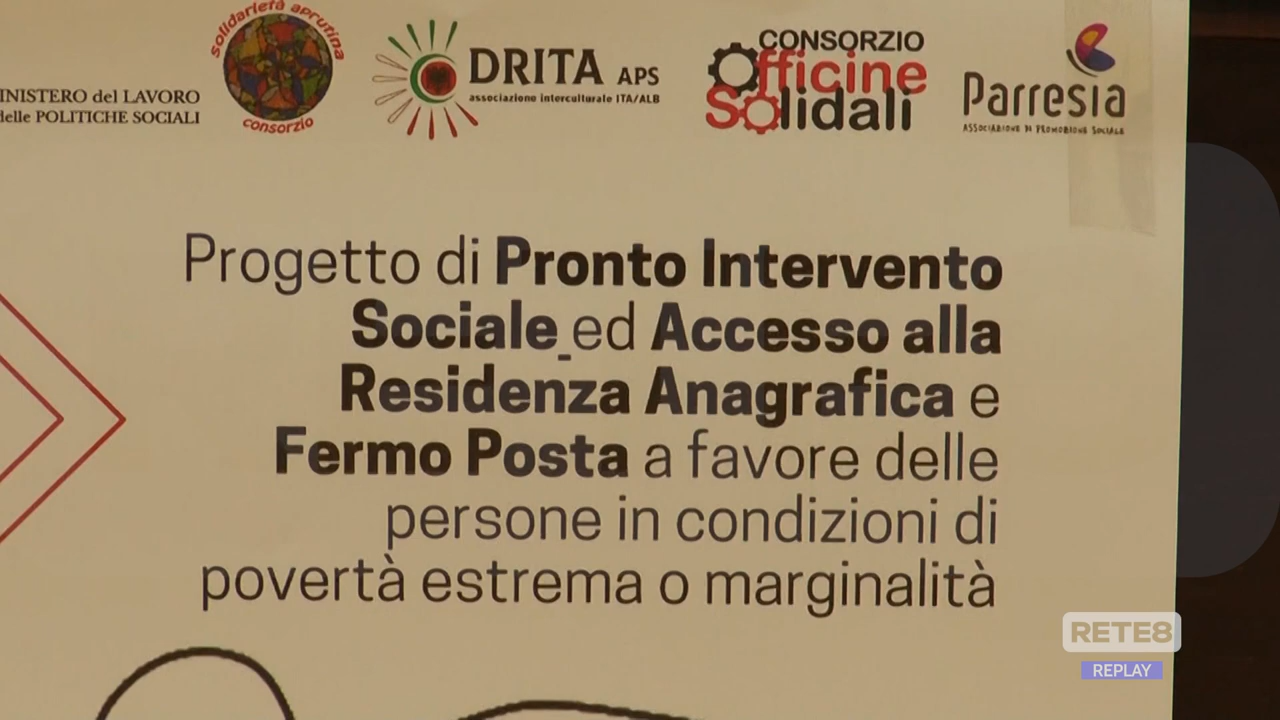 INISTERO del LAVORO
delle POLITICHE SOCIALI
solidarietà aprutina
consorzio
DRITA APS
associazione interculturale ITA/ALB
CONSORZIO
Officine
Solidali
Parresia
ASSOCIAZIONE DI PROMOZIONE SOCIALE
Progetto di Pronto Intervento
Sociale ed Accesso alla
Residenza Anagrafica e
Fermo Posta a favore delle
persone in condizioni di
povertà estrema o marginalità
RETE8
REPLAY